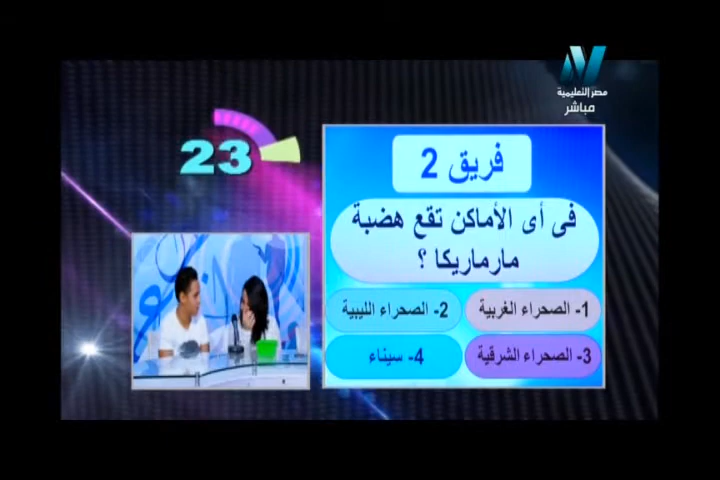 مصر التعليمية
مباشر
23
فريق 2
فى أى الأماكن تقع هضبة
مارماريكا ؟
1- الصحراء الغربية
2- الصحراء الليبية
3- الصحراء الشرقية
4- سيناء